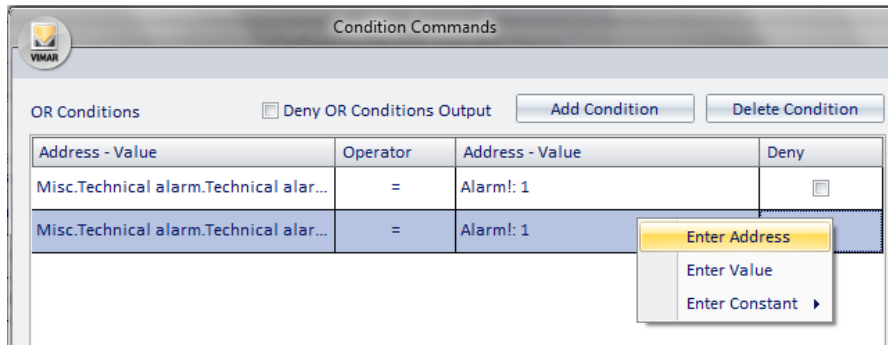 Condition Commands
VIMAR
OR Conditions Deny OR Conditions Output Add Condition Delete Condition
Address - Value Operator Address - Value Deny
Misc.Technical alarm.Technical alar... = Alarm!: 1
Misc.Technical alarm.Technical alar... = Alarm!: 1
Enter Address
Enter Value
Enter Constant